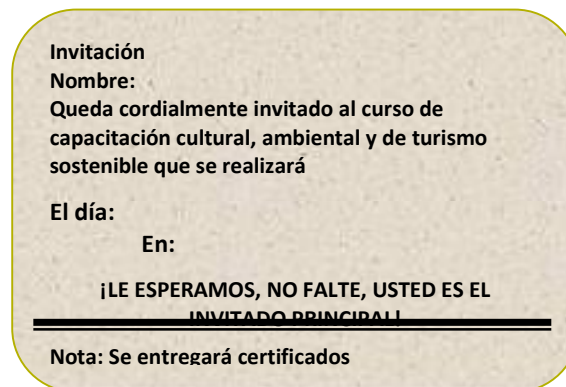 Invitación
Nombre:
Queda cordialmente invitado al curso de
capacitación cultural, ambiental y de turismo
sostenible que se realizará
El día:
En:
¡LE ESPERAMOS, NO FALTE, USTED ES EL
INVITADO PRINCIPAL!
Nota: Se entregará certificados